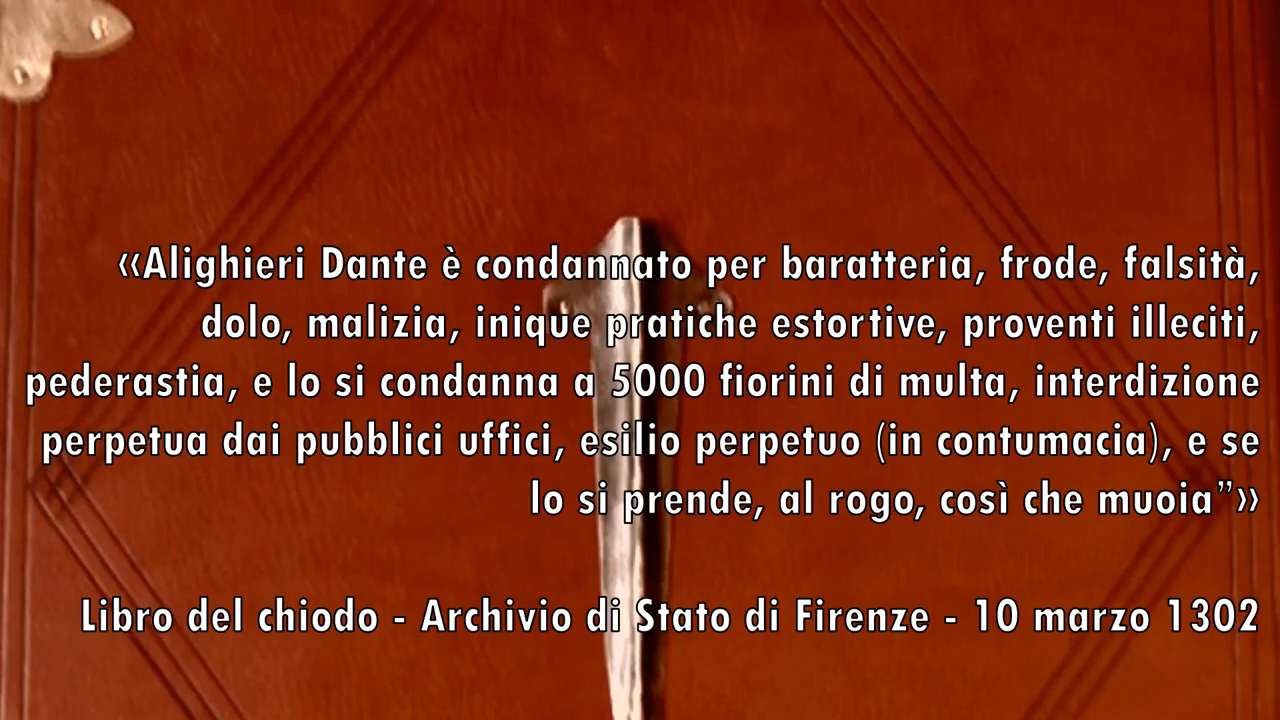 «Alighieri Dante è condannato per baratteria, frode, falsità,
dolo, malizia, inique pratiche estortive, proventi illeciti,
pederastia, e lo si condanna a 5000 fiorini di multa, interdizione
perpetua dai pubblici uffici, esilio perpetuo (in contumacia), e se
lo si prende, al rogo, così che muoia”»
Libro del chiodo - Archivio di Stato di Firenze - 10 marzo 1302